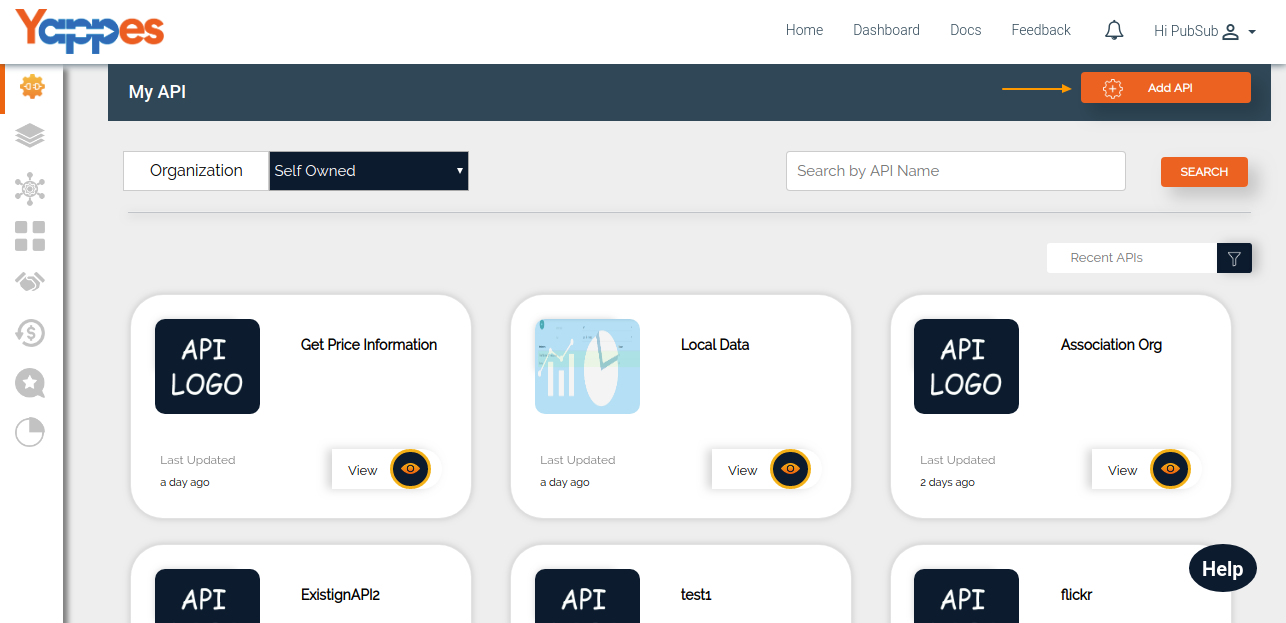 Yappes
Home Dashboard Docs Feedback Hi PubSub
My API
Add API
Organization Self Owned
Search by API Name
SEARCH
Recent APIs
API LOGO
Get Price Information
Last Updated
a day ago
View
Local Data
Last Updated
a day ago
View
API LOGO
Association Org
Last Updated
2 days ago
View
API
ExistignAPI2
API
test1
API
flickr
Help